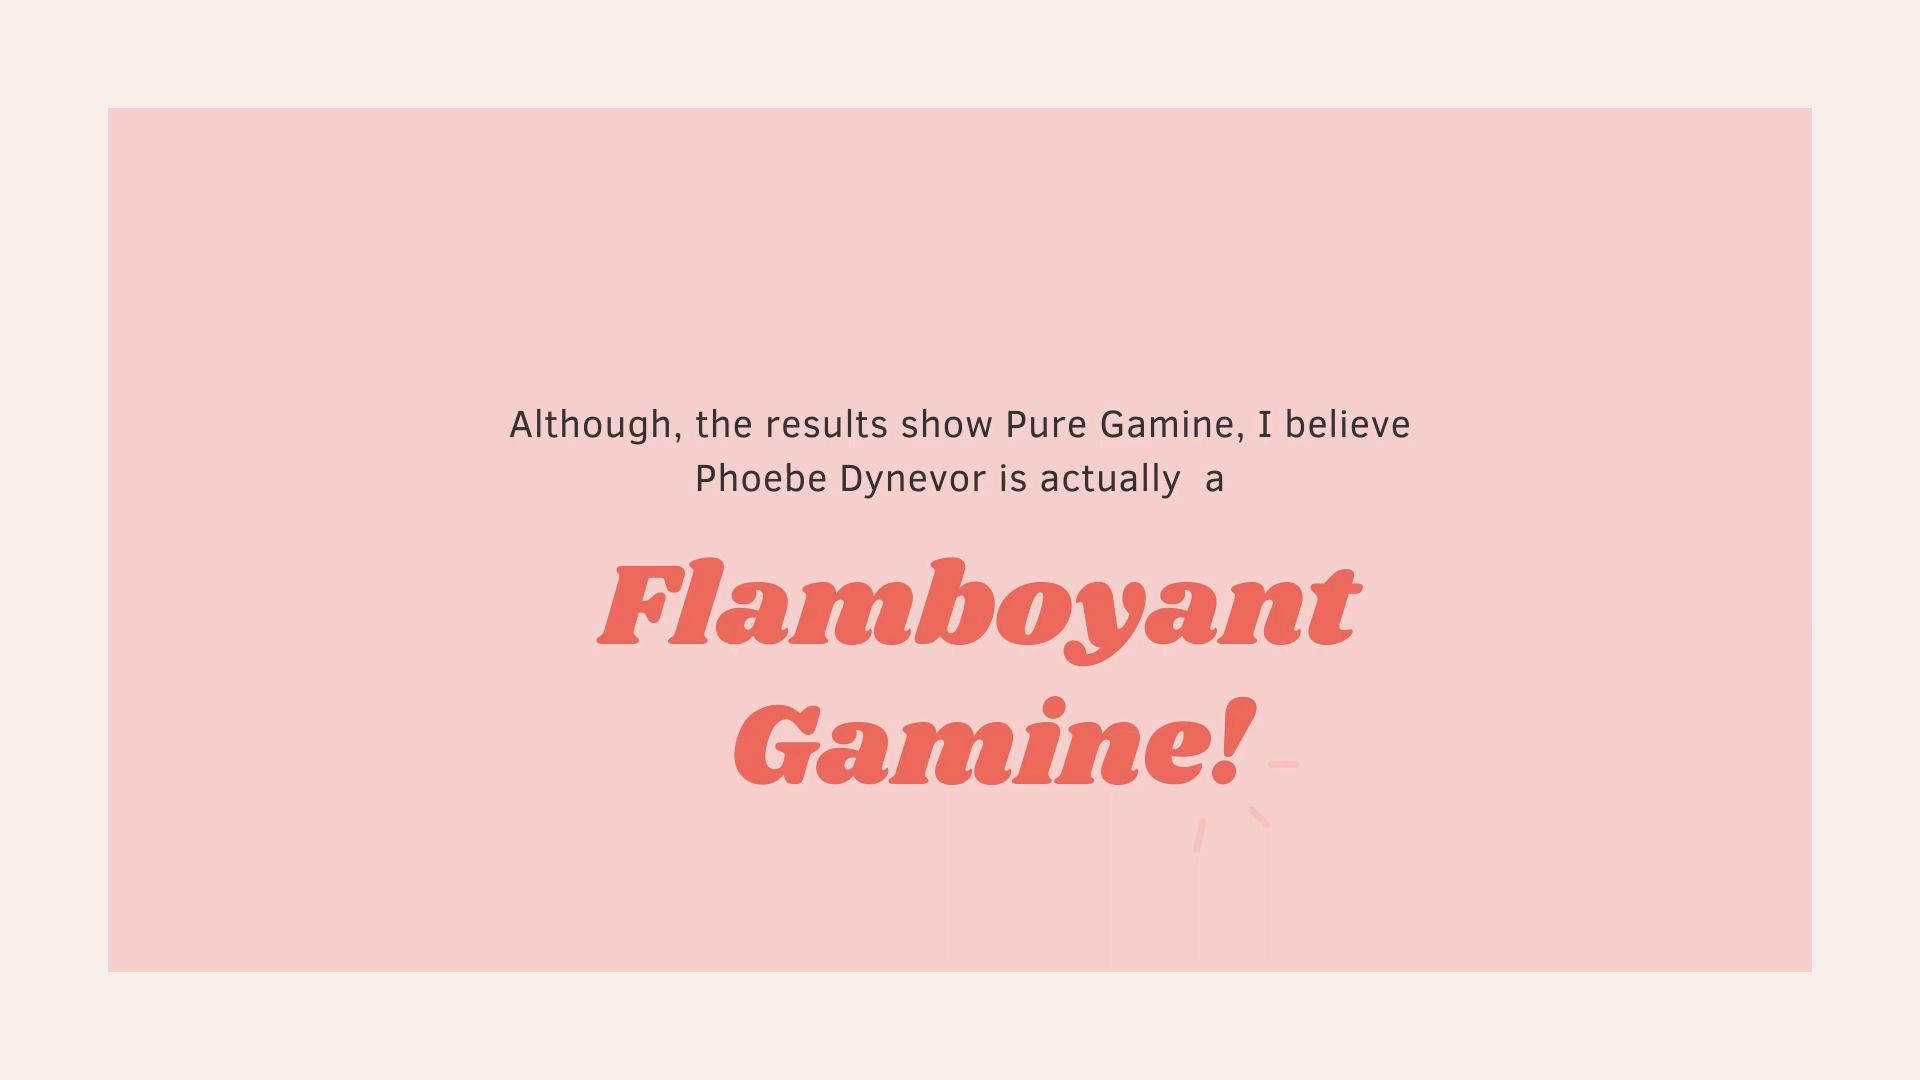 Although, the results show Pure Gamine, I believe
Phoebe Dynevor is actually  a
Flamboyant
Gamine!